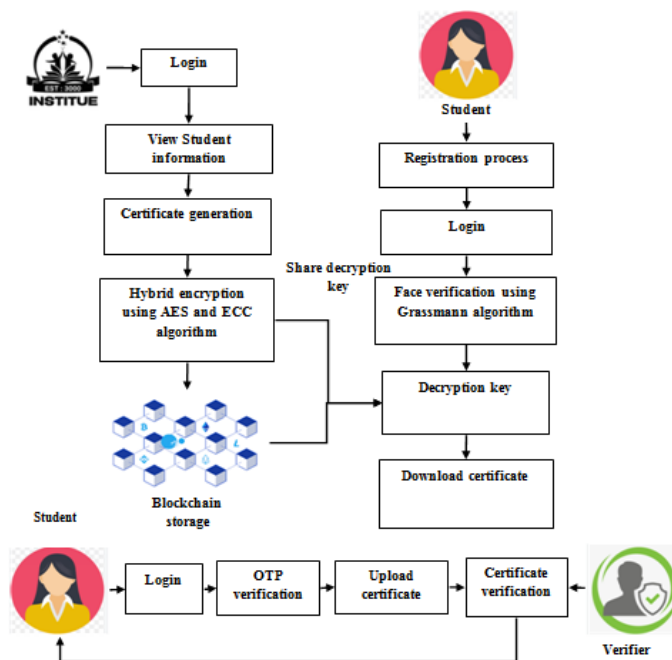 EST : 3000
INSTITUE
Login
View Student
information
Certificate generation
Hybrid encryption
using AES and ECC
algorithm
Blockchain
storage
Share decryption
key
Student
Registration process
Login
Face verification using
Grassmann algorithm
Decryption key
Download certificate
Student
Login
OTP
verification
Upload
certificate
Certificate
verification
Verifier